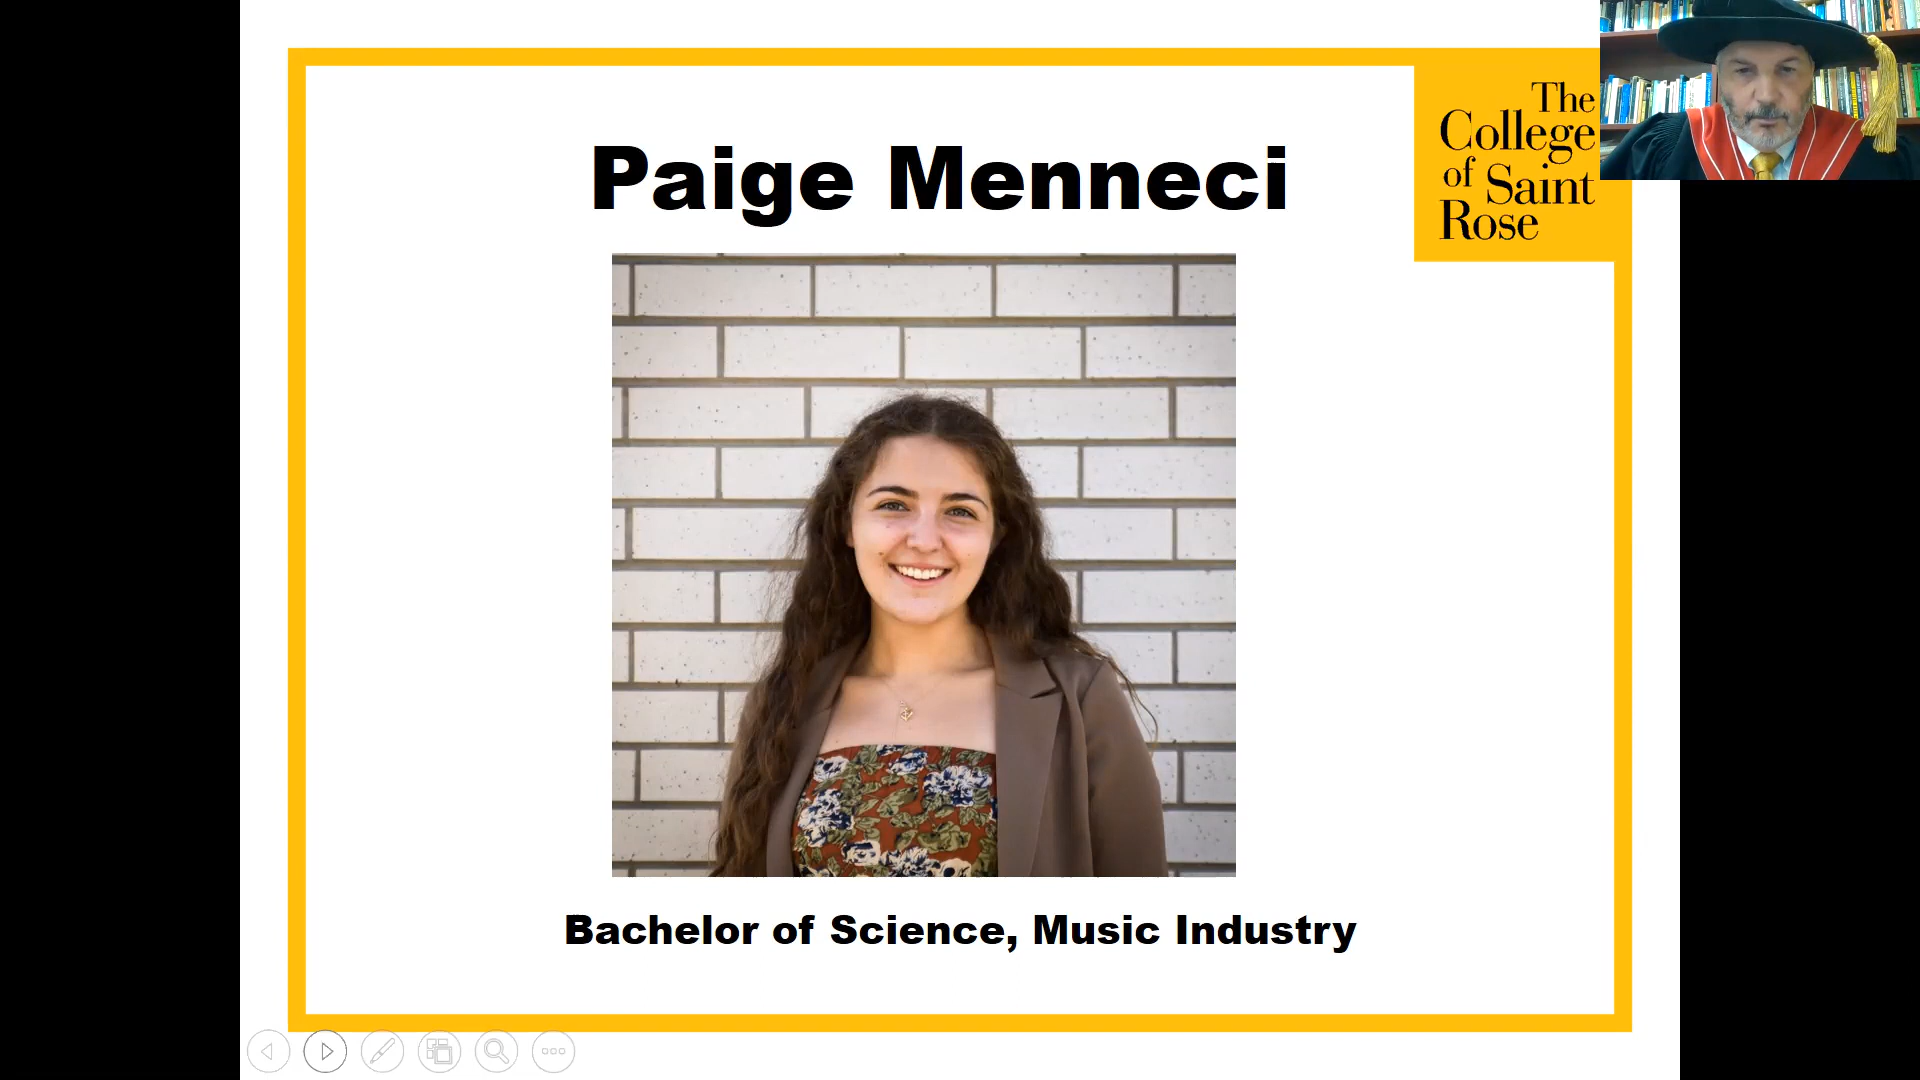 Paige Menneci
The
College
of Saint
Rose
Bachelor of Science, Music Industry